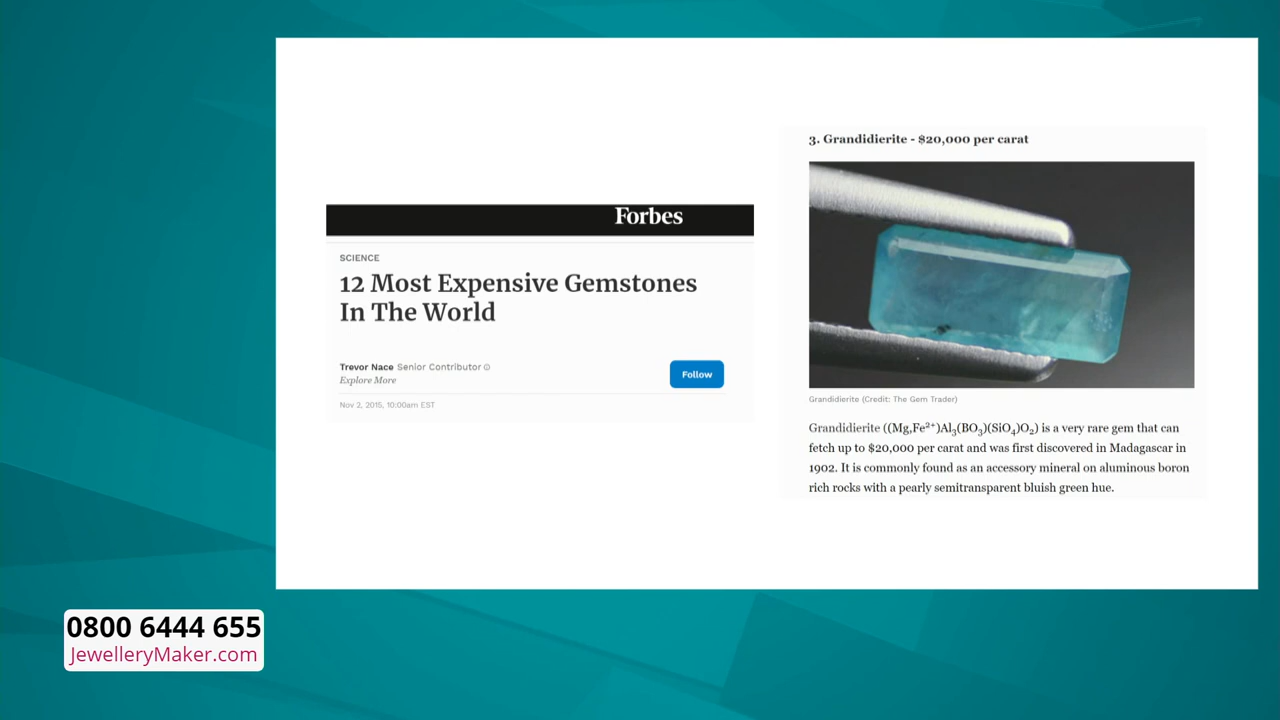 Forbes
SCIENCE
12 Most Expensive Gemstones
In The World
Trevor Nace Senior Contributor
Explore More
Follow
Nov 2, 2015, 10:00am EST
3. Grandidierite - $20,000 per carat
Grandidierite (Credit: The Gem Trader)
Grandidierite ((Mg,Fe²⁺)Al₃(BO₃)(SiO₄)O₂) is a very rare gem that can
fetch up to $20,000 per carat and was first discovered in Madagascar in
1902. It is commonly found as an accessory mineral on aluminous boron
rich rocks with a pearly semitransparent bluish green hue.
0800 6444 655
JewelleryMaker.com